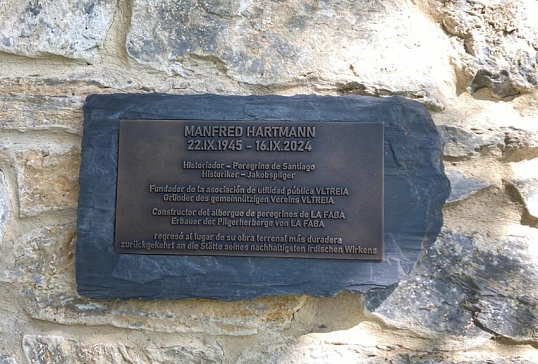 MANFRED HARTMANN
22.IX.1945 - 16.IX.2024
Historiador – Peregrino de Santiago
Historiker – Jakobspilger
Fundador de la asociación de utilidad pública VLTREIA
Gründer des gemeinnützigen Vereins VLTREIA
Constructor del albergue de peregrinos de LA FABA
Erbauer der Pilgerherberge von LA FABA
regresó al lugar de su obra terrenal más duradera
zurückgekehrt an die Stätte seines nachhaltigsten irdischen Wirkens